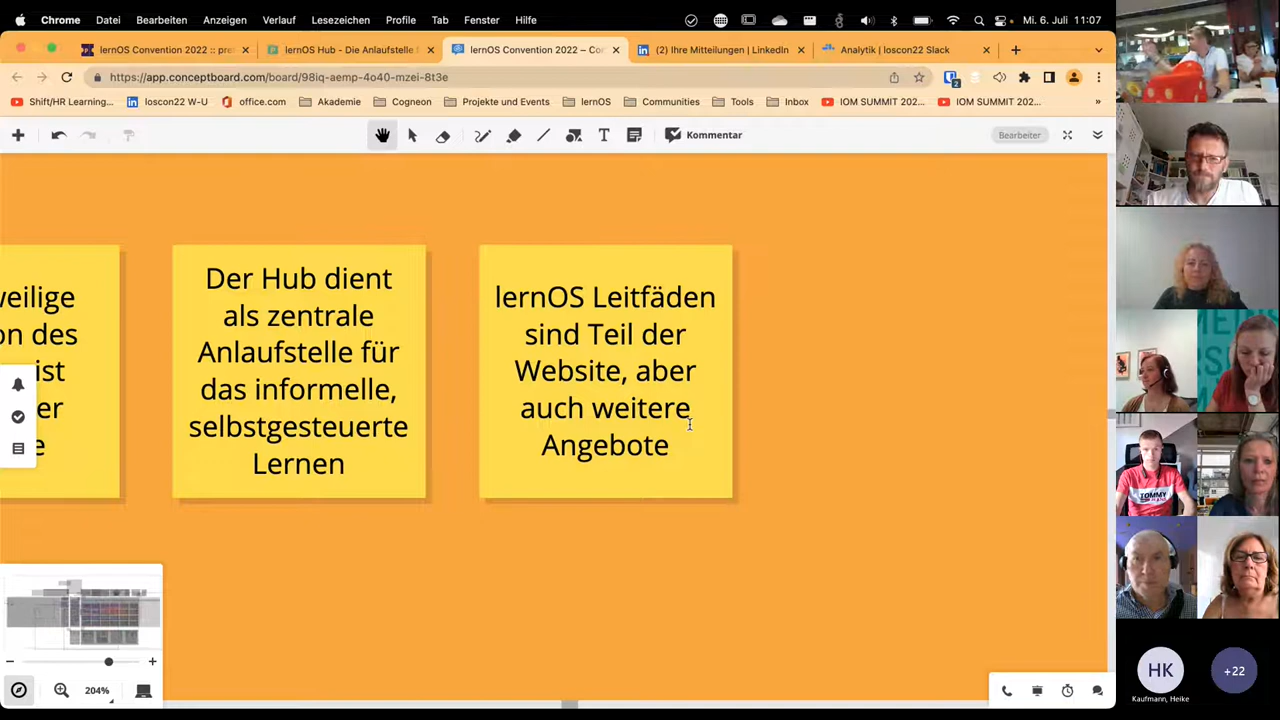 Chrome Datei Bearbeiten Anzeigen Verlauf Lesezeichen Profile Tab Fenster Hilfe Mi. 6. Juli 11:07
lernOS Convention 2022 :: pre lernOS Hub - Die Anlaufstelle lernOS Convention 2022 – Co (2) Ihre Mitteilungen | LinkedIn Analytik | loscon22 Slack
https://app.conceptboard.com/board/98iq-aemp-4o40-mzei-8t3e
2
Shift/HR Learning... loscon22 W-U office.com Akademie Cogneon Projekte und Events lernOS Communities Tools Inbox IOM SUMMIT 202... IOM SUMMIT 202... »
Kommentar Bearbeiter
weilige
on des
ist
er
e
Der Hub dient
als zentrale
Anlaufstelle für
das informelle,
selbstgesteuerte
Lernen
lernOS Leitfäden
sind Teil der
Website, aber
auch weitere
Angebote
204%
TOMMY
HK
Kaufmann, Heike
+22